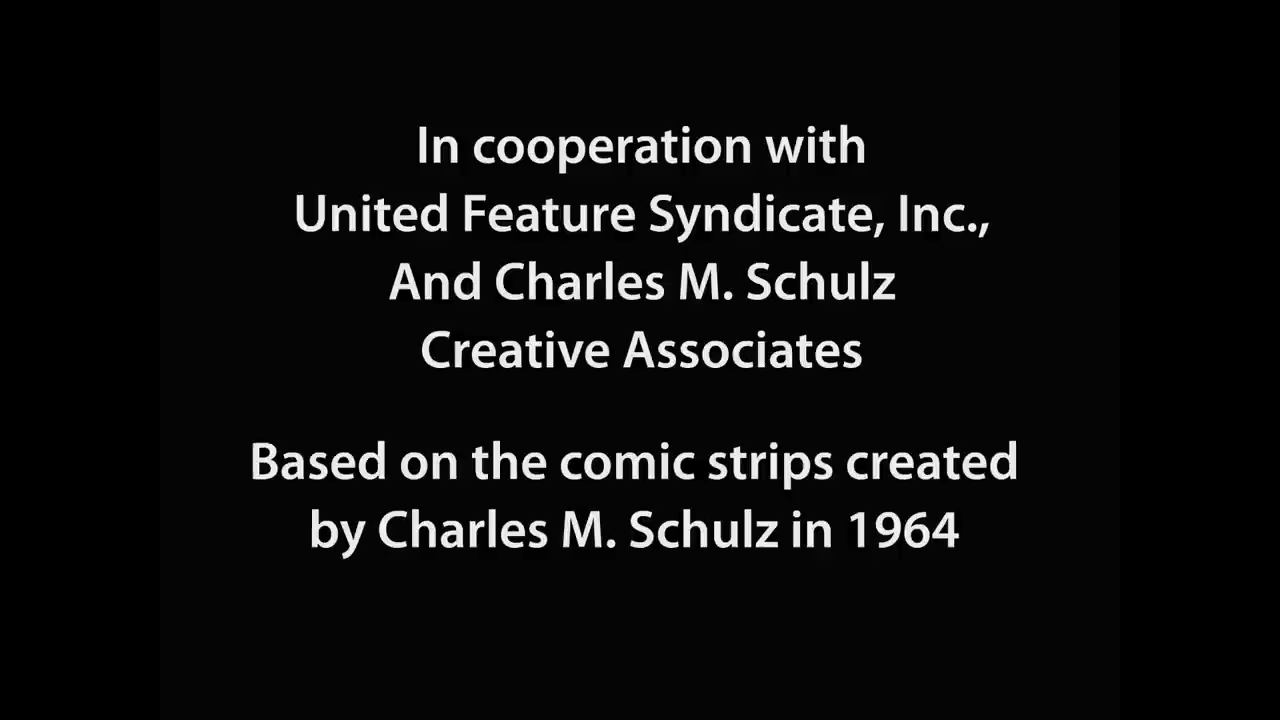 In cooperation with
United Feature Syndicate, Inc.,
And Charles M. Schulz
Creative Associates
Based on the comic strips created
by Charles M. Schulz in 1964